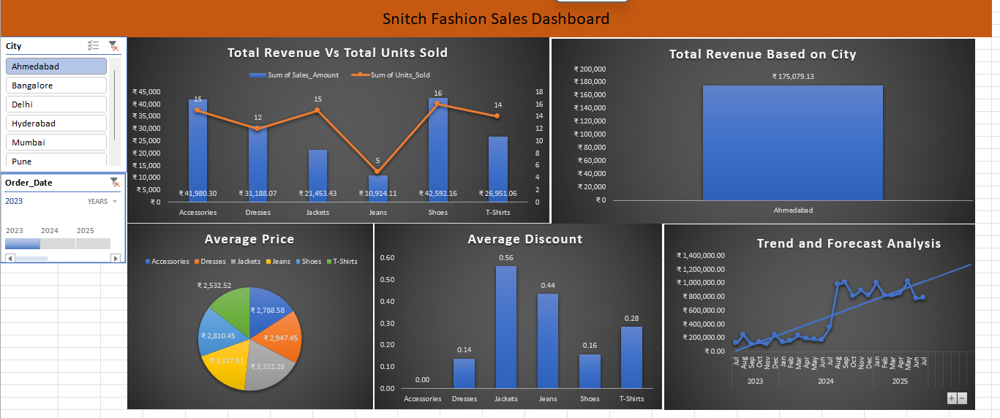 Snitch Fashion Sales Dashboard
City
Ahmedabad
Bangalore
Delhi
Hyderabad
Mumbai
Pune
Order_Date
2023 YEARS
2023 2024 2025
Total Revenue Vs Total Units Sold
Sum of Sales_Amount Sum of Units_Sold
₹ 45,000
₹ 40,000
₹ 35,000
₹ 30,000
₹ 25,000
₹ 20,000
₹ 15,000
₹ 10,000
₹ 5,000
₹ 0
18
16
14
12
10
8
6
4
2
0
15 12 15 5 16 14
₹ 41,980.30 ₹ 31,188.07 ₹ 21,453.43 ₹ 10,914.11 ₹ 42,592.16 ₹ 26,951.06
Accessories Dresses Jackets Jeans Shoes T-Shirts
Total Revenue Based on City
₹ 200,000
₹ 180,000
₹ 160,000
₹ 140,000
₹ 120,000
₹ 100,000
₹ 80,000
₹ 60,000
₹ 40,000
₹ 20,000
₹ 0
₹ 175,079.13
Ahmedabad
Average Price
Accessories Dresses Jackets Jeans Shoes T-Shirts
₹ 2,532.52
₹ 2,788.58
₹ 2,810.45
₹ 2,947.45
₹ 3,127.81
₹ 3,332.28
Average Discount
0.60
0.50
0.40
0.30
0.20
0.10
0.00
0.00 0.14 0.56 0.44 0.16 0.28
Accessories Dresses Jackets Jeans Shoes T-Shirts
Trend and Forecast Analysis
₹ 1,400,000.00
₹ 1,200,000.00
₹ 1,000,000.00
₹ 800,000.00
₹ 600,000.00
₹ 400,000.00
₹ 200,000.00
₹ 0.00
Jul Aug Sep Oct Nov Dec Jan Feb Mar Apr May Jun Jul Aug Sep Oct Nov Dec Jan Feb Mar Apr May Jun Jul
2023 2024 2025
+ −